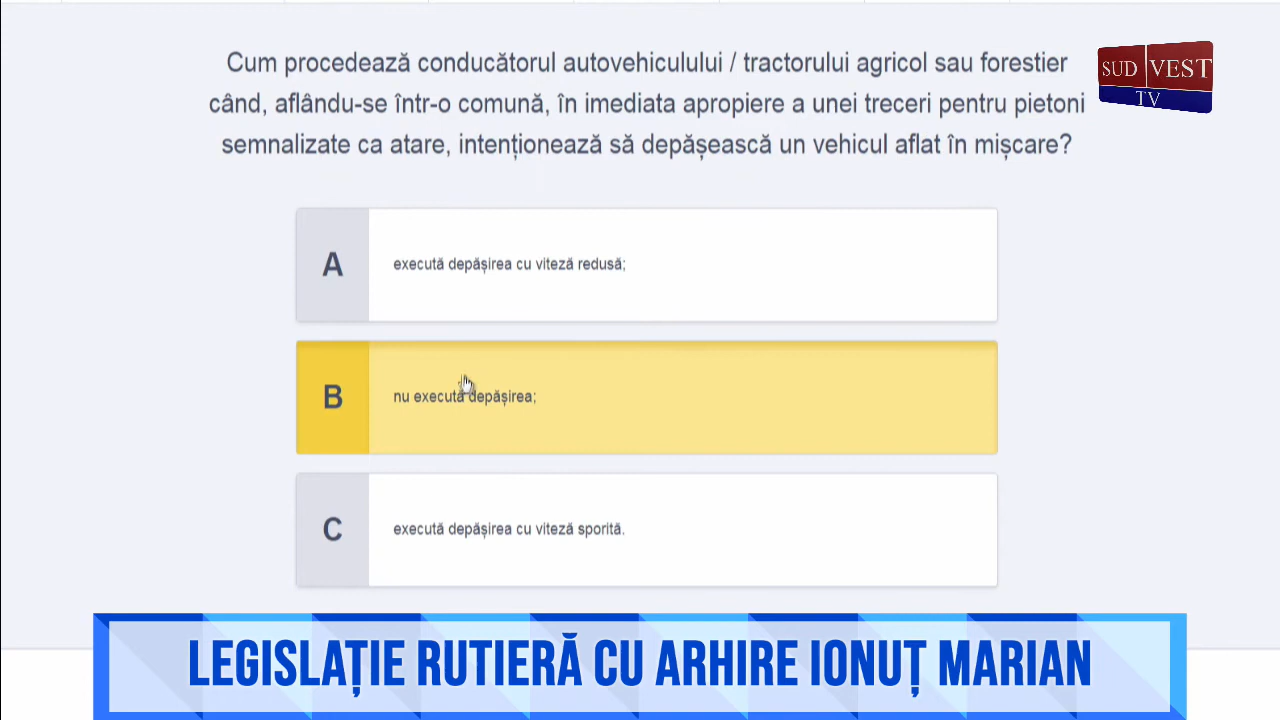 Cum procedează conducătorul autovehiculului / tractorului agricol sau forestier
când, aflându-se într-o comună, în imediata apropiere a unei treceri pentru pietoni
semnalizate ca atare, intenționează să depășească un vehicul aflat în mișcare?
SUD VEST
TV
A
execută depășirea cu viteză redusă;
B
nu execută depășirea;
C
execută depășirea cu viteză sporită.
LEGISLAȚIE RUTIERĂ CU ARHIRE IONUȚ MARIAN